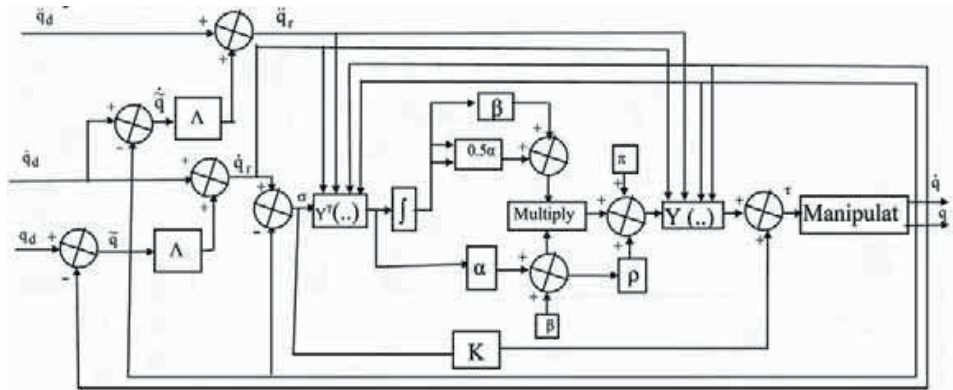 q̈d
+
q̈r
+
+
q̃̇
Λ
-
q̇d
+
q̇r
+
+
-
σ
Yᵀ(..)
∫
β
0.5α
+
+
π
+
Multiply
+
+
Y (..)
+
+
τ
Manipulat
q̇
q
qd
+
q̃
Λ
-
α
+
+
+
β
ρ
K